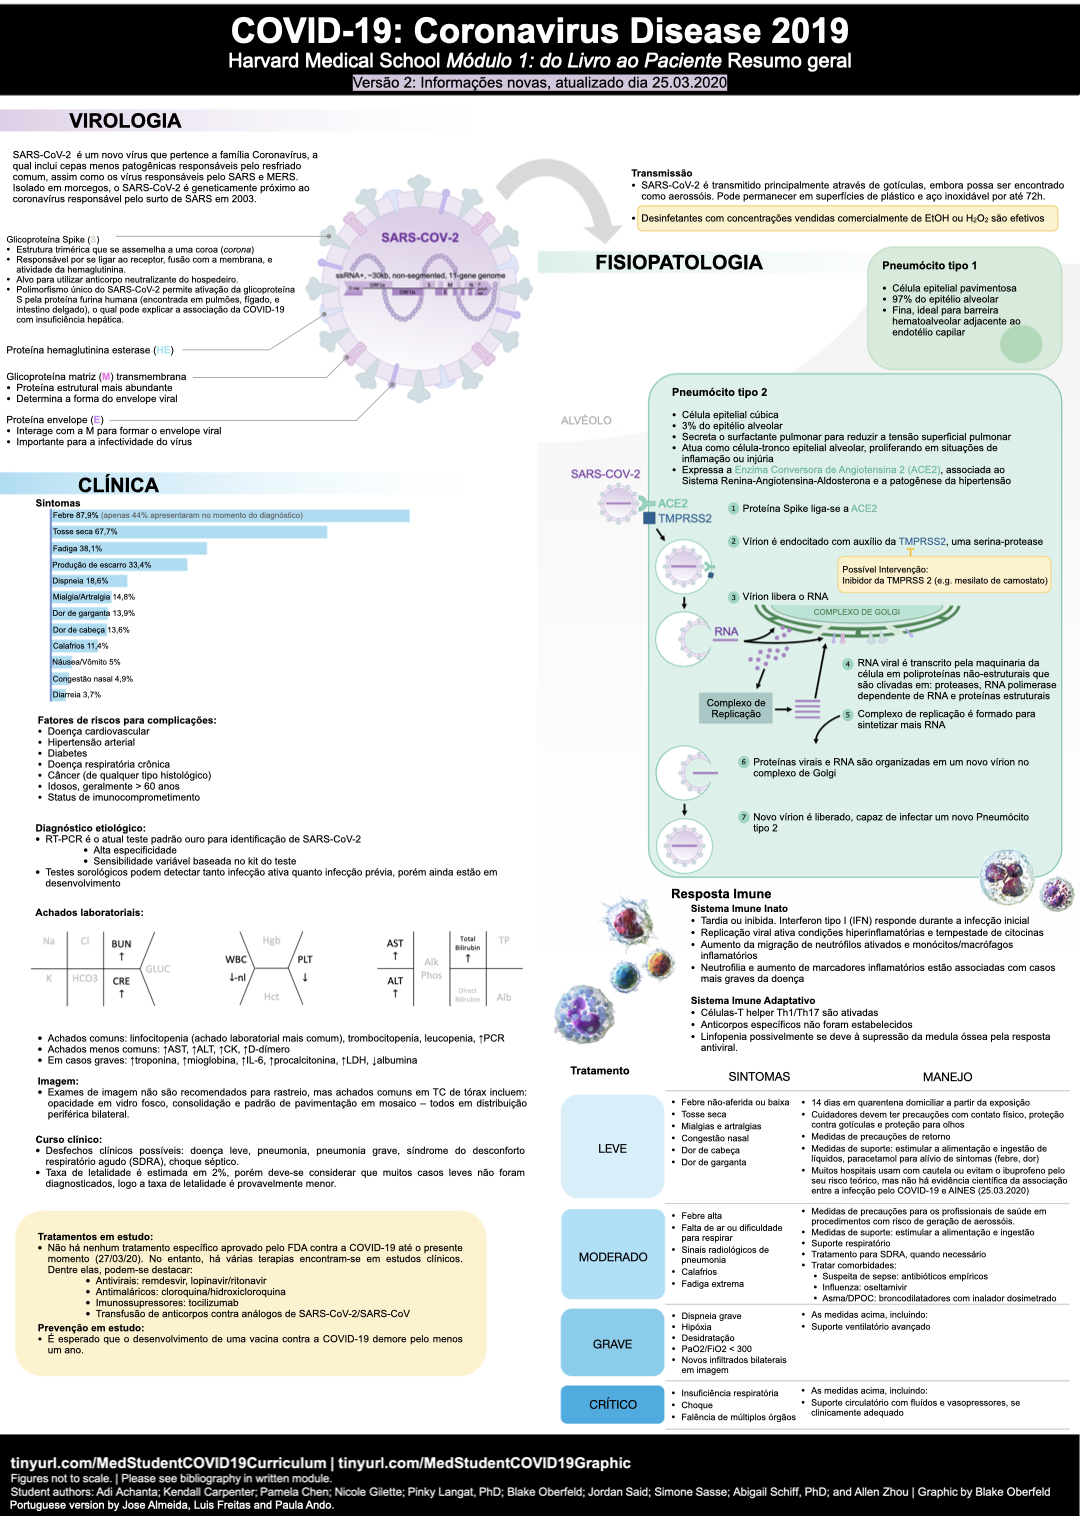 COVID-19: Coronavirus Disease 2019
Harvard Medical School Módulo 1: do Livro ao Paciente Resumo geral
Versão 2: Informações novas, atualizado dia 25.03.2020
VIROLOGIA
SARS-CoV-2 é um novo vírus que pertence a família Coronavírus, a
qual inclui cepas menos patogênicas responsáveis pelo resfriado
comum, assim como os vírus responsáveis pelo SARS e MERS.
Isolado em morcegos, o SARS-CoV-2 é geneticamente próximo ao
coronavírus responsável pelo surto de SARS em 2003.
Glicoproteína Spike (S)
• Estrutura trimérica que se assemelha a uma coroa (corona)
• Responsável por se ligar ao receptor, fusão com a membrana, e
atividade da hemaglutinina.
• Alvo para utilizar anticorpo neutralizante do hospedeiro.
• Polimorfismo único do SARS-CoV-2 permite ativação da glicoproteína
S pela proteína furina humana (encontrada em pulmões, fígado, e
intestino delgado), o qual pode explicar a associação da COVID-19
com insuficiência hepática.
Proteína hemaglutinina esterase (HE)
Glicoproteína matriz (M) transmembrana
• Proteína estrutural mais abundante
• Determina a forma do envelope viral
Proteína envelope (E)
• Interage com a M para formar o envelope viral
• Importante para a infectividade do vírus
SARS-COV-2
ssRNA+, ~30kb, non-segmented, 11-gene genome
ORF1a
ORF1b
S
E
M
N
Transmissão
• SARS-CoV-2 é transmitido principalmente através de gotículas, embora possa ser encontrado
como aerossóis. Pode permanecer em superfícies de plástico e aço inoxidável por até 72h.
• Desinfetantes com concentrações vendidas comercialmente de EtOH ou H₂O₂ são efetivos
FISIOPATOLOGIA
Pneumócito tipo 1
• Célula epitelial pavimentosa
• 97% do epitélio alveolar
• Fina, ideal para barreira
hematoalveolar adjacente ao
endotélio capilar
ALVÉOLO
Pneumócito tipo 2
• Célula epitelial cúbica
• 3% do epitélio alveolar
• Secreta o surfactante pulmonar para reduzir a tensão superficial pulmonar
• Atua como célula-tronco epitelial alveolar, proliferando em situações de
inflamação ou injúria
• Expressa a Enzima Conversora de Angiotensina 2 (ACE2), associada ao
Sistema Renina-Angiotensina-Aldosterona e a patogênese da hipertensão
SARS-COV-2
ACE2
TMPRSS2
1 Proteína Spike liga-se a ACE2
2 Vírion é endocitado com auxílio da TMPRSS2, uma serina-protease
Possível Intervenção:
Inibidor da TMPRSS 2 (e.g. mesilato de camostato)
3 Vírion libera o RNA
COMPLEXO DE GOLGI
RNA
4 RNA viral é transcrito pela maquinaria da
célula em poliproteínas não-estruturais que
são clivadas em: proteases, RNA polimerase
dependente de RNA e proteínas estruturais
Complexo de
Replicação
5 Complexo de replicação é formado para
sintetizar mais RNA
6 Proteínas virais e RNA são organizadas em um novo vírion no
complexo de Golgi
7 Novo vírion é liberado, capaz de infectar um novo Pneumócito
tipo 2
CLÍNICA
Sintomas
Febre 87,9% (apenas 44% apresentaram no momento do diagnóstico)
Tosse seca 67,7%
Fadiga 38,1%
Produção de escarro 33,4%
Dispneia 18,6%
Mialgia/Artralgia 14,8%
Dor de garganta 13,9%
Dor de cabeça 13,6%
Calafrios 11,4%
Náusea/Vômito 5%
Congestão nasal 4,9%
Diarreia 3,7%
Fatores de riscos para complicações:
• Doença cardiovascular
• Hipertensão arterial
• Diabetes
• Doença respiratória crônica
• Câncer (de qualquer tipo histológico)
• Idosos, geralmente > 60 anos
• Status de imunocomprometimento
Diagnóstico etiológico:
• RT-PCR é o atual teste padrão ouro para identificação de SARS-CoV-2
• Alta especificidade
• Sensibilidade variável baseada no kit do teste
• Testes sorológicos podem detectar tanto infecção ativa quanto infecção prévia, porém ainda estão em
desenvolvimento
Achados laboratoriais:
Na Cl BUN ↑ GLUC
K HCO3 CRE ↑
WBC ↓-nl Hgb PLT ↓
Hct
AST ↑ Alk Phos Total Bilirubin ↑ TP
ALT ↑ Direct Bilirubin Alb
• Achados comuns: linfocitopenia (achado laboratorial mais comum), trombocitopenia, leucopenia, ↑PCR
• Achados menos comuns: ↑AST, ↑ALT, ↑CK, ↑D-dímero
• Em casos graves: ↑troponina, ↑mioglobina, ↑IL-6, ↑procalcitonina, ↑LDH, ↓albumina
Imagem:
• Exames de imagem não são recomendados para rastreio, mas achados comuns em TC de tórax incluem:
opacidade em vidro fosco, consolidação e padrão de pavimentação em mosaico – todos em distribuição
periférica bilateral.
Curso clínico:
• Desfechos clínicos possíveis: doença leve, pneumonia, pneumonia grave, síndrome do desconforto
respiratório agudo (SDRA), choque séptico.
• Taxa de letalidade é estimada em 2%, porém deve-se considerar que muitos casos leves não foram
diagnosticados, logo a taxa de letalidade é provavelmente menor.
Tratamentos em estudo:
• Não há nenhum tratamento específico aprovado pelo FDA contra a COVID-19 até o presente
momento (27/03/20). No entanto, há várias terapias encontram-se em estudos clínicos.
Dentre elas, podem-se destacar:
• Antivirais: remdesvir, lopinavir/ritonavir
• Antimaláricos: cloroquina/hidroxicloroquina
• Imunossupressores: tocilizumab
• Transfusão de anticorpos contra análogos de SARS-CoV-2/SARS-CoV
Prevenção em estudo:
• É esperado que o desenvolvimento de uma vacina contra a COVID-19 demore pelo menos
um ano.
Resposta Imune
Sistema Imune Inato
• Tardia ou inibida. Interferon tipo I (IFN) responde durante a infecção inicial
• Replicação viral ativa condições hiperinflamatórias e tempestade de citocinas
• Aumento da migração de neutrófilos ativados e monócitos/macrófagos
inflamatórios
• Neutrofilia e aumento de marcadores inflamatórios estão associadas com casos
mais graves da doença
Sistema Imune Adaptativo
• Células-T helper Th1/Th17 são ativadas
• Anticorpos específicos não foram estabelecidos
• Linfopenia possivelmente se deve à supressão da medula óssea pela resposta
antiviral.
Tratamento
SINTOMAS
MANEJO
LEVE
• Febre não-aferida ou baixa
• Tosse seca
• Mialgias e artralgias
• Congestão nasal
• Dor de cabeça
• Dor de garganta
• 14 dias em quarentena domiciliar a partir da exposição
• Cuidadores devem ter precauções com contato físico, proteção
contra gotículas e proteção para olhos
• Medidas de precauções de retorno
• Medidas de suporte: estimular a alimentação e ingestão de
líquidos, paracetamol para alívio de sintomas (febre, dor)
• Muitos hospitais usam com cautela ou evitam o ibuprofeno pelo
seu risco teórico, mas não há evidência científica da associação
entre a infecção pelo COVID-19 e AINES (25.03.2020)
MODERADO
• Febre alta
• Falta de ar ou dificuldade
para respirar
• Sinais radiológicos de
pneumonia
• Calafrios
• Fadiga extrema
• Medidas de precauções para os profissionais de saúde em
procedimentos com risco de geração de aerossóis.
• Medidas de suporte: estimular a alimentação e ingestão
• Suporte respiratório
• Tratamento para SDRA, quando necessário
• Tratar comorbidades:
• Suspeita de sepse: antibióticos empíricos
• Influenza: oseltamivir
• Asma/DPOC: broncodilatadores com inalador dosimetrado
GRAVE
• Dispneia grave
• Hipóxia
• Desidratação
• PaO2/FiO2 < 300
• Novos infiltrados bilaterais
em imagem
• As medidas acima, incluindo:
• Suporte ventilatório avançado
CRÍTICO
• Insuficiência respiratória
• Choque
• Falência de múltiplos órgãos
• As medidas acima, incluindo:
• Suporte circulatório com fluídos e vasopressores, se
clinicamente adequado
tinyurl.com/MedStudentCOVID19Curriculum | tinyurl.com/MedStudentCOVID19Graphic
Figures not to scale. | Please see bibliography in written module.
Student authors: Adi Achanta; Kendall Carpenter; Pamela Chen; Nicole Gilette; Pinky Langat, PhD; Blake Oberfeld; Jordan Said; Simone Sasse; Abigail Schiff, PhD; and Allen Zhou | Graphic by Blake Oberfeld
Portuguese version by Jose Almeida, Luis Freitas and Paula Ando.